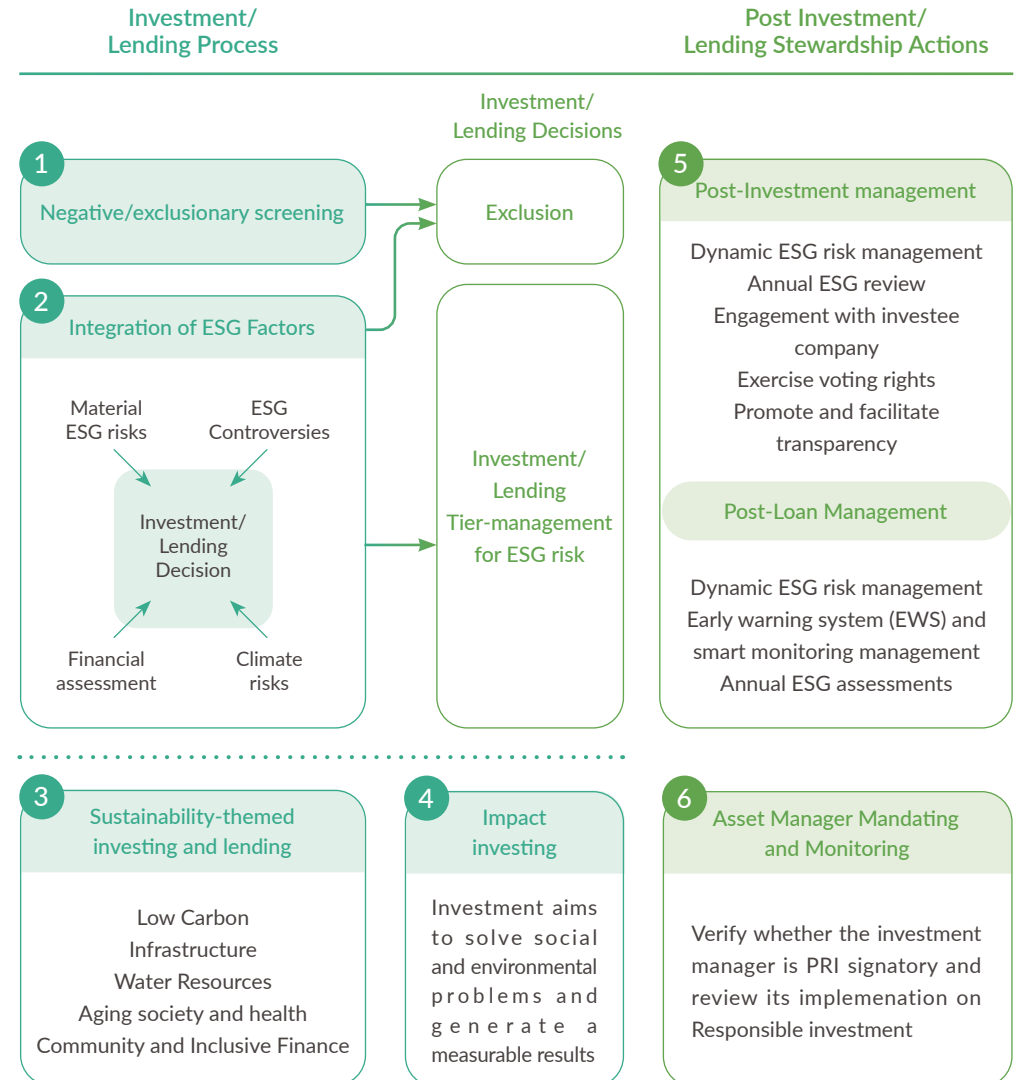 Investment/
Lending Process
Post Investment/
Lending Stewardship Actions
Investment/
Lending Decisions
1
Negative/exclusionary screening
Exclusion
2
Integration of ESG Factors
Material
ESG risks
ESG
Controversies
Investment/
Lending
Decision
Financial
assessment
Climate
risks
Investment/
Lending
Tier-management
for ESG risk
5
Post-Investment management
Dynamic ESG risk management
Annual ESG review
Engagement with investee
company
Exercise voting rights
Promote and facilitate
transparency
Post-Loan Management
Dynamic ESG risk management
Early warning system (EWS) and
smart monitoring management
Annual ESG assessments
3
Sustainability-themed
investing and lending
Low Carbon
Infrastructure
Water Resources
Aging society and health
Community and Inclusive Finance
4
Impact
investing
Investment aims
to solve social
and environmental
problems and
generate a
measurable results
6
Asset Manager Mandating
and Monitoring
Verify whether the investment
manager is PRI signatory and
review its implemenation on
Responsible investment